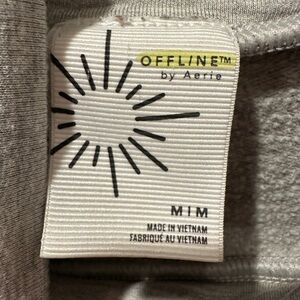 OFFLINE™
by Aerie
M|M
MADE IN VIETNAM
FABRIQUÉ AU VIETNAM